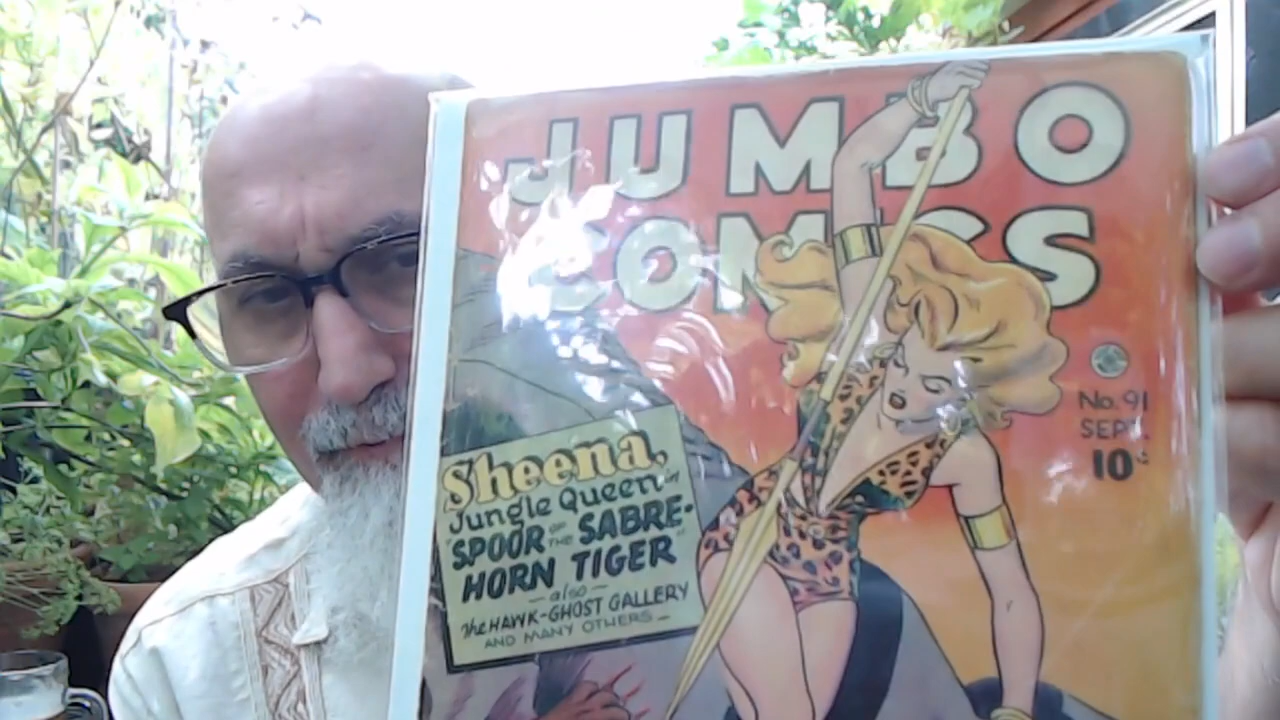 JUMBO
COMICS
No. 91
SEPT.
10¢
Sheena,
Jungle Queen in
"SPOOR OF THE SABRE-
HORN TIGER"
—also—
The HAWK-GHOST GALLERY
AND MANY OTHERS—